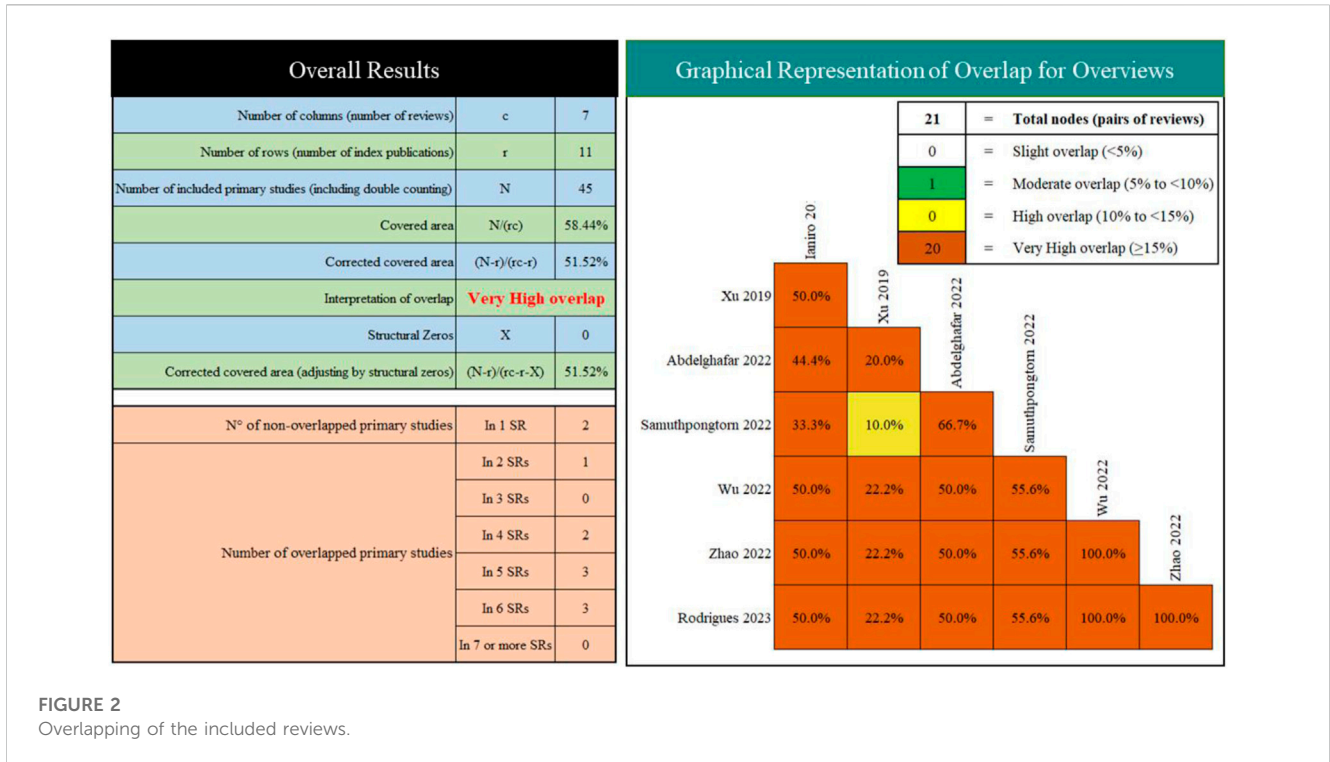 Overall Results
Number of columns (number of reviews) c 7
Number of rows (number of index publications) r 11
Number of included primary studies (including double counting) N 45
Covered area N/(rc) 58.44%
Corrected covered area (N-r)/(rc-r) 51.52%
Interpretation of overlap Very High overlap
Structural Zeros X 0
Corrected covered area (adjusting by structural zeros) (N-r)/(rc-r-X) 51.52%
N° of non-overlapped primary studies In 1 SR 2
Number of overlapped primary studies
In 2 SRs 1
In 3 SRs 0
In 4 SRs 2
In 5 SRs 3
In 6 SRs 3
In 7 or more SRs 0
Graphical Representation of Overlap for Overviews
21 = Total nodes (pairs of reviews)
0 = Slight overlap (<5%)
1 = Moderate overlap (5% to <10%)
0 = High overlap (10% to <15%)
20 = Very High overlap (≥15%)
Ianiro 20
Xu 2019
Abdelghafar 2022
Samuthpongtorn 2022
Wu 2022
Zhao 2022
Xu 2019 50.0%
Abdelghafar 2022 44.4% 20.0%
Samuthpongtorn 2022 33.3% 10.0% 66.7%
Wu 2022 50.0% 22.2% 50.0% 55.6%
Zhao 2022 50.0% 22.2% 50.0% 55.6% 100.0%
Rodrigues 2023 50.0% 22.2% 50.0% 55.6% 100.0% 100.0%
FIGURE 2
Overlapping of the included reviews.